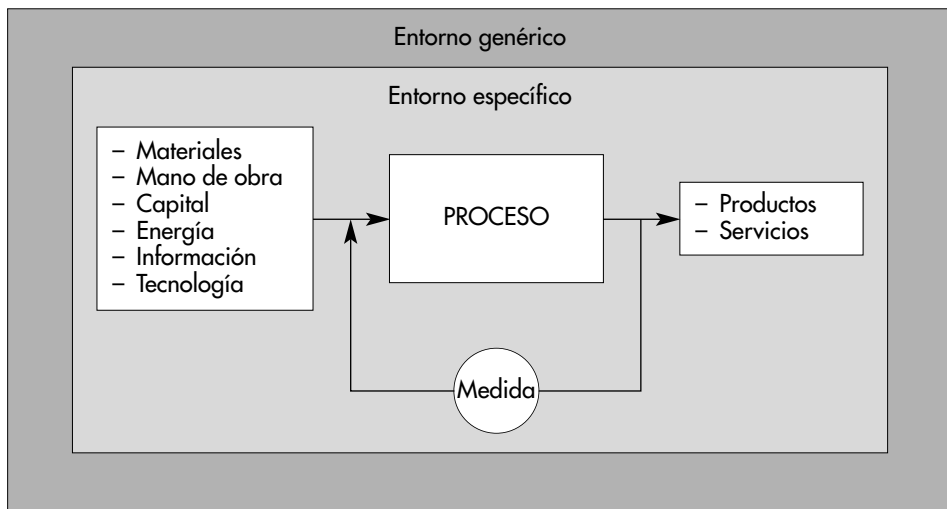 Entorno genérico
Entorno específico
– Materiales
– Mano de obra
– Capital
– Energía
– Información
– Tecnología
PROCESO
– Productos
– Servicios
Medida